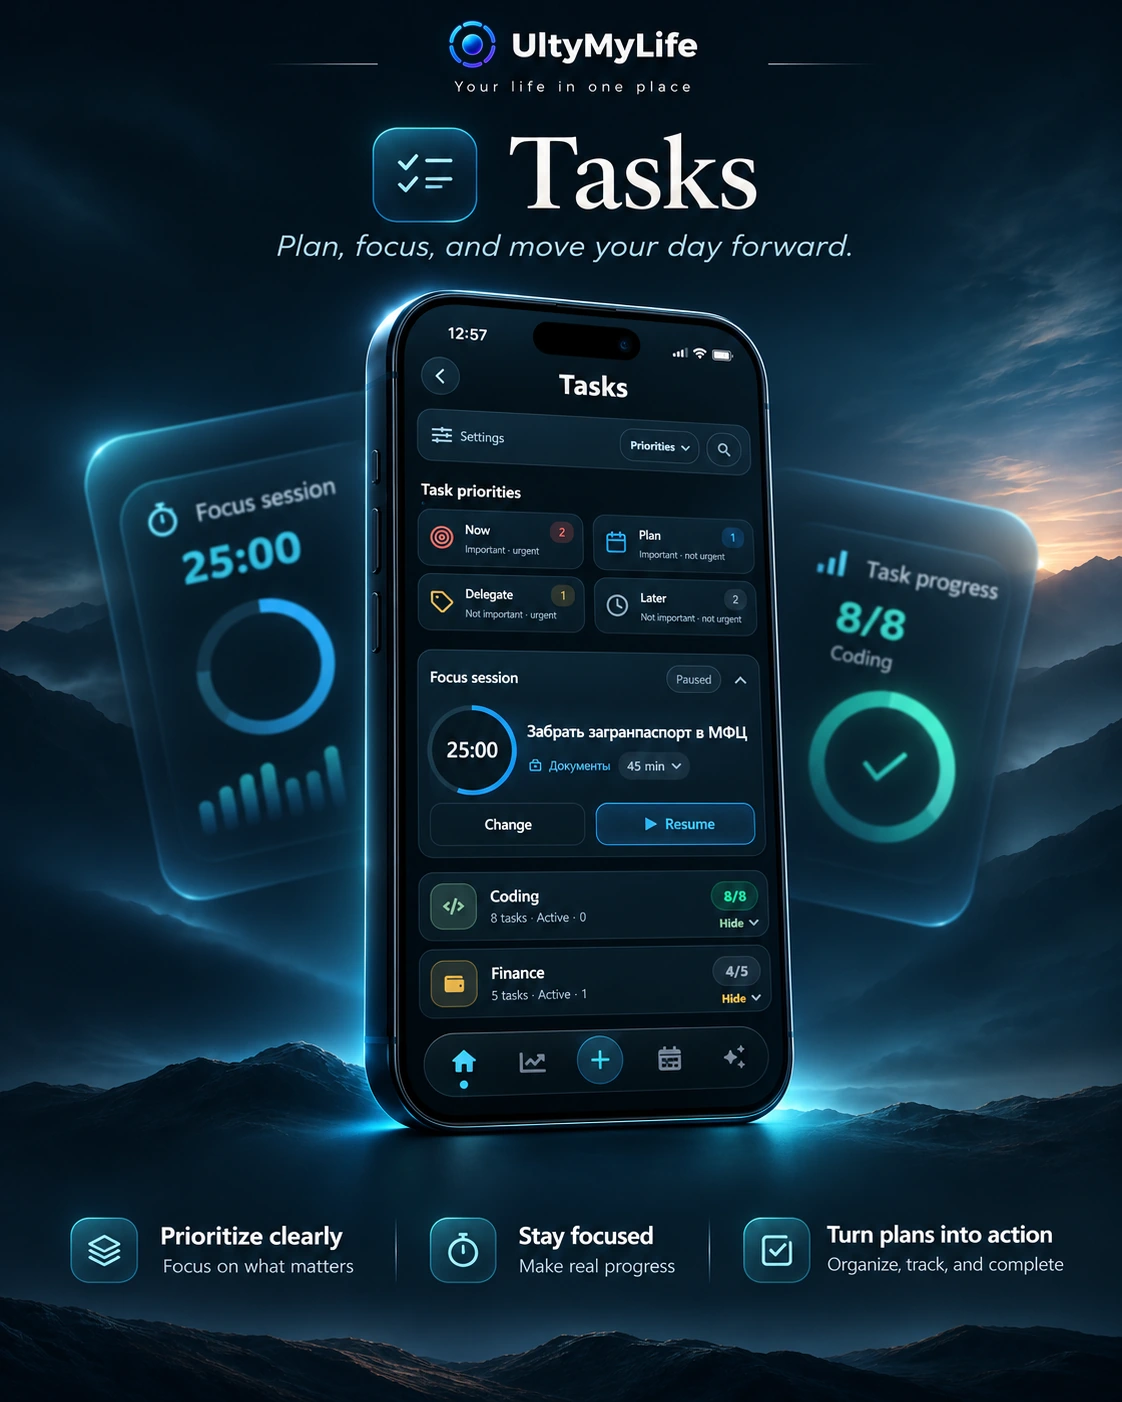 UltyMyLife
Your life in one place
Tasks
Plan, focus, and move your day forward.
12:57
Tasks
Settings
Priorities
Task priorities
Now
2
Important · urgent
Plan
1
Important · not urgent
Delegate
1
Not important · urgent
Later
2
Not important · not urgent
Focus session
Paused
25:00
Забрать загранпаспорт в МФЦ
Документы
45 min
Change
Resume
Coding
8/8
8 tasks · Active · 0
Hide
Finance
4/5
5 tasks · Active · 1
Hide
Focus session
25:00
Task progress
8/8
Coding
Prioritize clearly
Focus on what matters
Stay focused
Make real progress
Turn plans into action
Organize, track, and complete